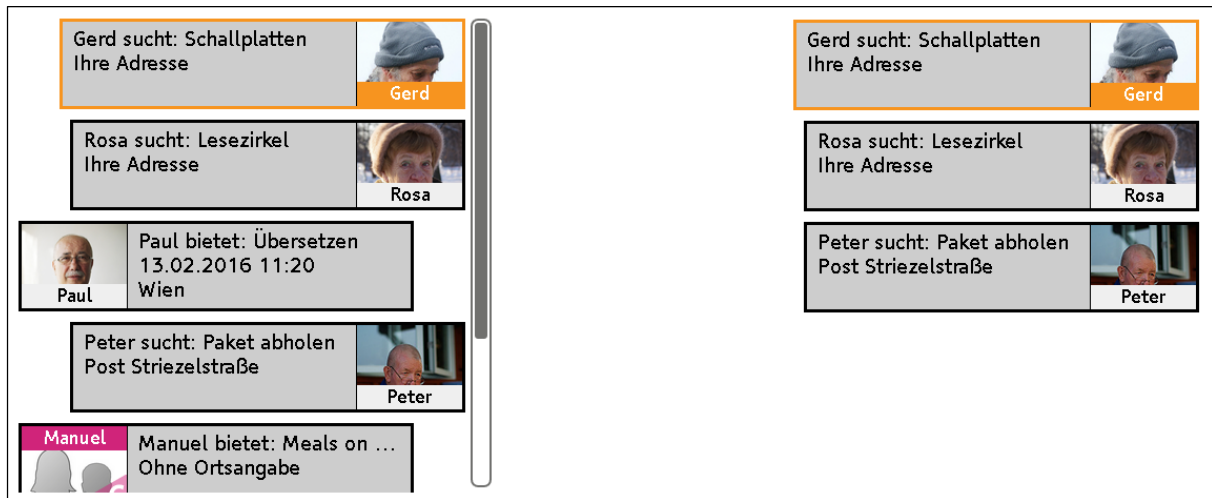 Gerd sucht: Schallplatten
Ihre Adresse
Gerd
Rosa sucht: Lesezirkel
Ihre Adresse
Rosa
Paul bietet: Übersetzen
13.02.2016 11:20
Wien
Paul
Peter sucht: Paket abholen
Post Striezelstraße
Peter
Manuel
Manuel bietet: Meals on ...
Ohne Ortsangabe
Gerd sucht: Schallplatten
Ihre Adresse
Gerd
Rosa sucht: Lesezirkel
Ihre Adresse
Rosa
Peter sucht: Paket abholen
Post Striezelstraße
Peter